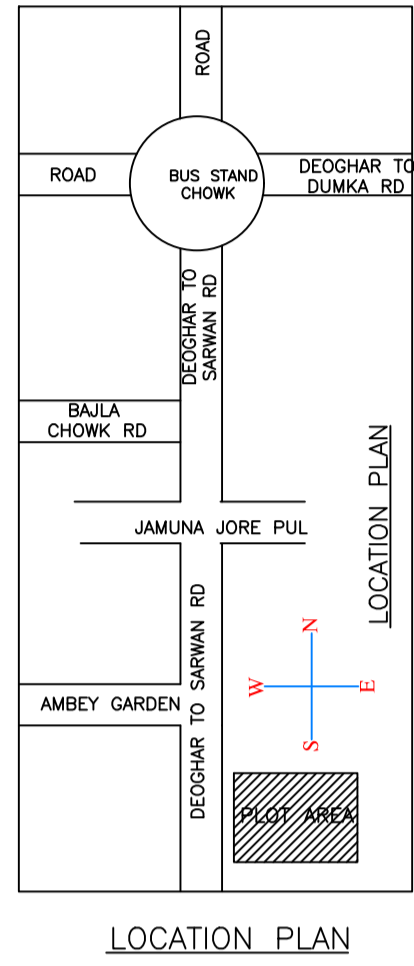 ROAD
ROAD
BUS STAND
CHOWK
DEOGHAR TO
DUMKA RD
DEOGHAR TO
SARWAN RD
BAJLA
CHOWK RD
LOCATION PLAN
JAMUNA JORE PUL
DEOGHAR TO SARWAN RD
AMBEY GARDEN
N
W
E
S
PLOT AREA
LOCATION PLAN